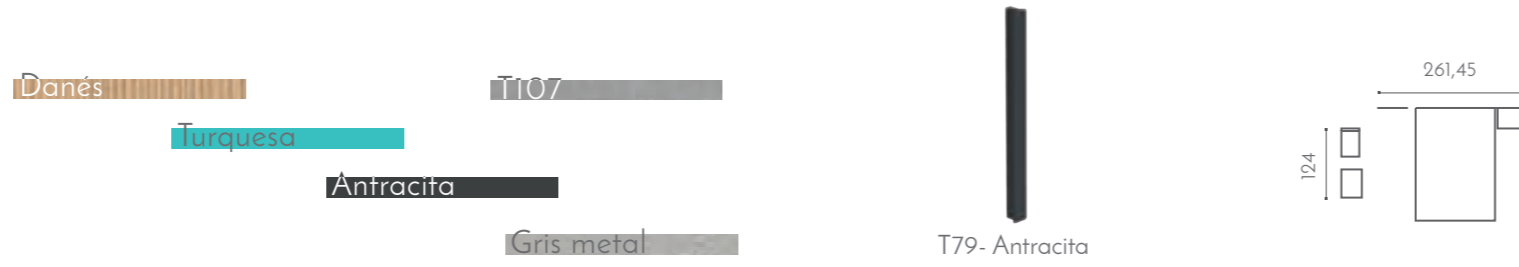 Danés
T107
Turquesa
Antracita
Gris metal
T79- Antracita
261,45
124